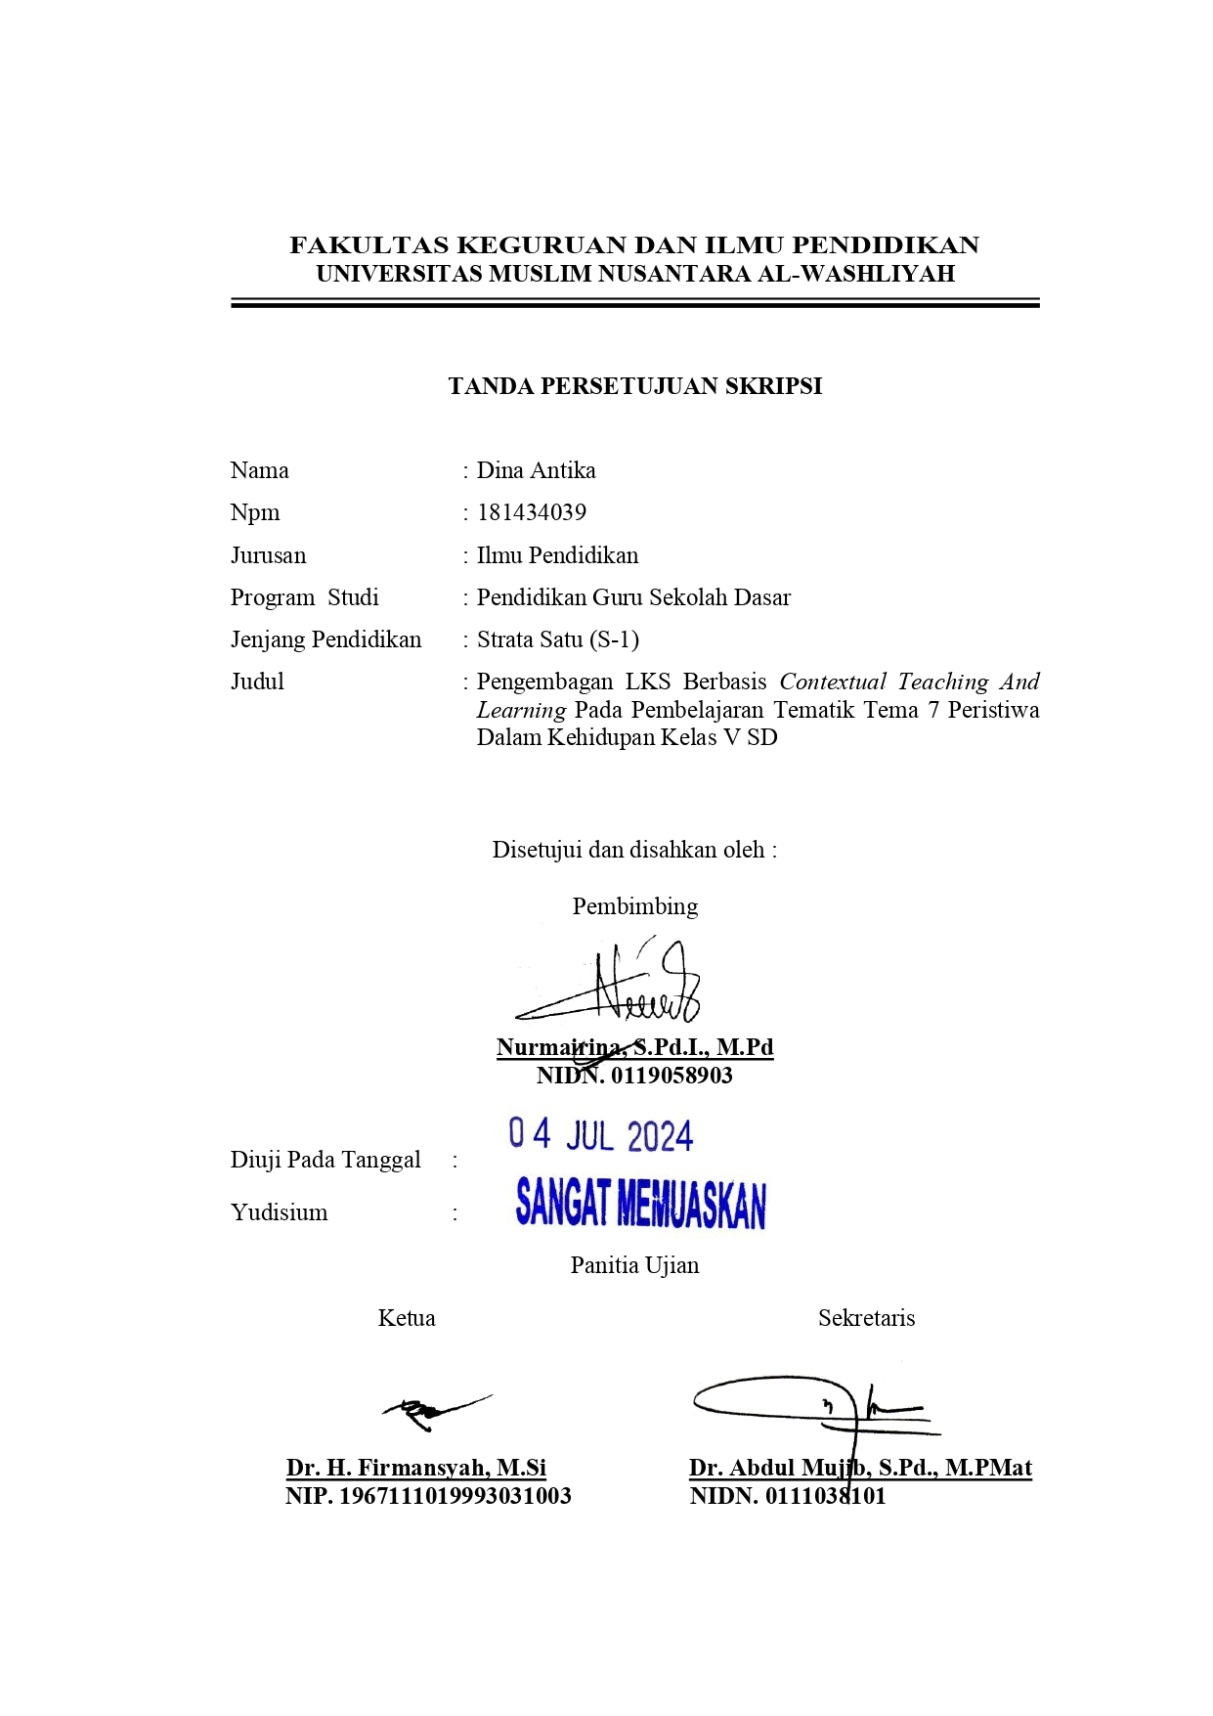 FAKULTAS KEGURUAN DAN ILMU PENDIDIKAN
UNIVERSITAS MUSLIM NUSANTARA AL-WASHLIYAH
TANDA PERSETUJUAN SKRIPSI
Nama : Dina Antika
Npm : 181434039
Jurusan : Ilmu Pendidikan
Program Studi : Pendidikan Guru Sekolah Dasar
Jenjang Pendidikan : Strata Satu (S-1)
Judul : Pengembagan LKS Berbasis Contextual Teaching And
Learning Pada Pembelajaran Tematik Tema 7 Peristiwa
Dalam Kehidupan Kelas V SD
Disetujui dan disahkan oleh :
Pembimbing
Nurmairina, S.Pd.I., M.Pd
NIDN. 0119058903
Diuji Pada Tanggal : 04 JUL 2024
Yudisium : SANGAT MEMUASKAN
Panitia Ujian
Ketua Sekretaris
Dr. H. Firmansyah, M.Si Dr. Abdul Mujib, S.Pd., M.PMat
NIP. 1967111019993031003 NIDN. 0111038101